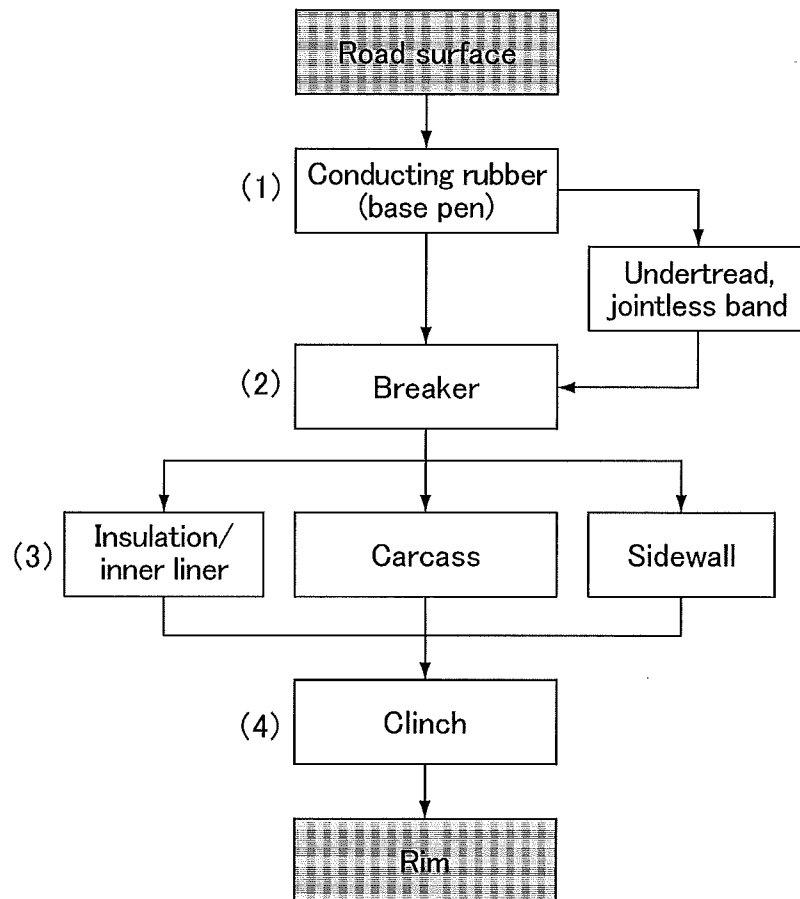 Road surface
(1)
Conducting rubber
(base pen)
Undertread,
jointless band
(2)
Breaker
(3)
Insulation/
inner liner
Carcass
Sidewall
(4)
Clinch
Rim